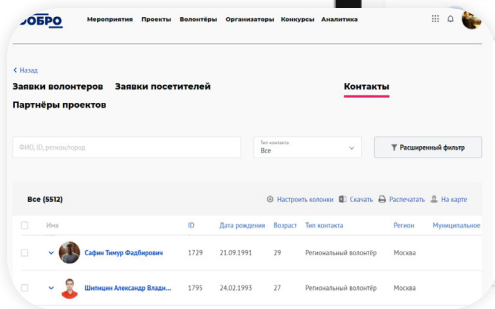 ДОБРО Мероприятия Проекты Волонтёры Организаторы Конкурсы Аналитика
Назад
Заявки волонтеров Заявки посетителей Контакты
Партнёры проектов
ФИО, ID, регион/город
Тип контакта
Все
Расширенный фильтр
Все (5512) Настроить колонки Скачать Распечатать На карте
Имя ID Дата рождения Возраст Тип контакта Регион Муниципальное
Сафин Тимур Фадбирович 1729 21.09.1991 29 Региональный волонтёр Москва
Шипицин Александр Влади... 1795 24.02.1993 27 Региональный волонтёр Москва